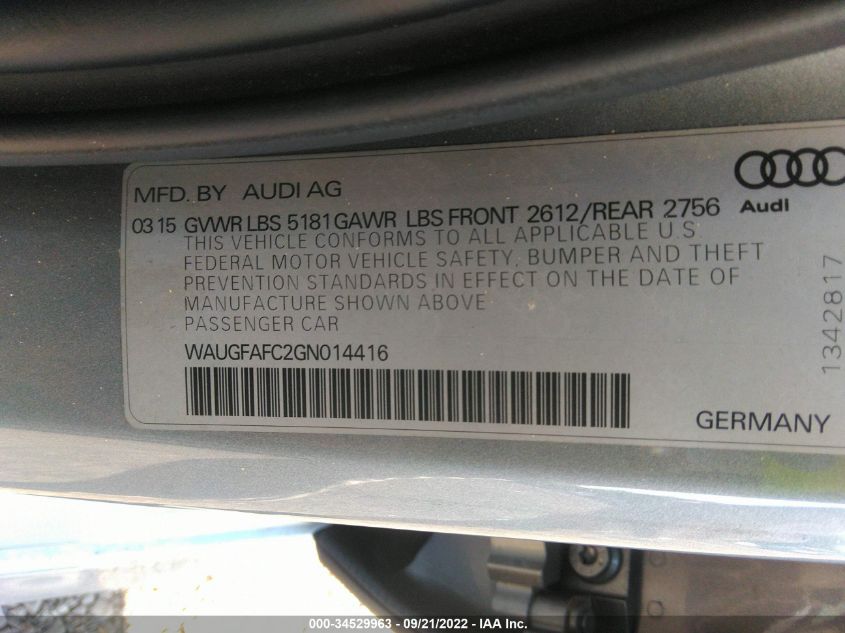 MFD. BY AUDI AG
03 15 GVWR LBS 5181 GAWR LBS FRONT 2612/REAR 2756
Audi
THIS VEHICLE CONFORMS TO ALL APPLICABLE U.S.
FEDERAL MOTOR VEHICLE SAFETY, BUMPER AND THEFT
PREVENTION STANDARDS IN EFFECT ON THE DATE OF
MANUFACTURE SHOWN ABOVE
PASSENGER CAR
WAUGFAFC2GN014416
1342817
GERMANY
000-34529963 - 09/21/2022 - IAA Inc.